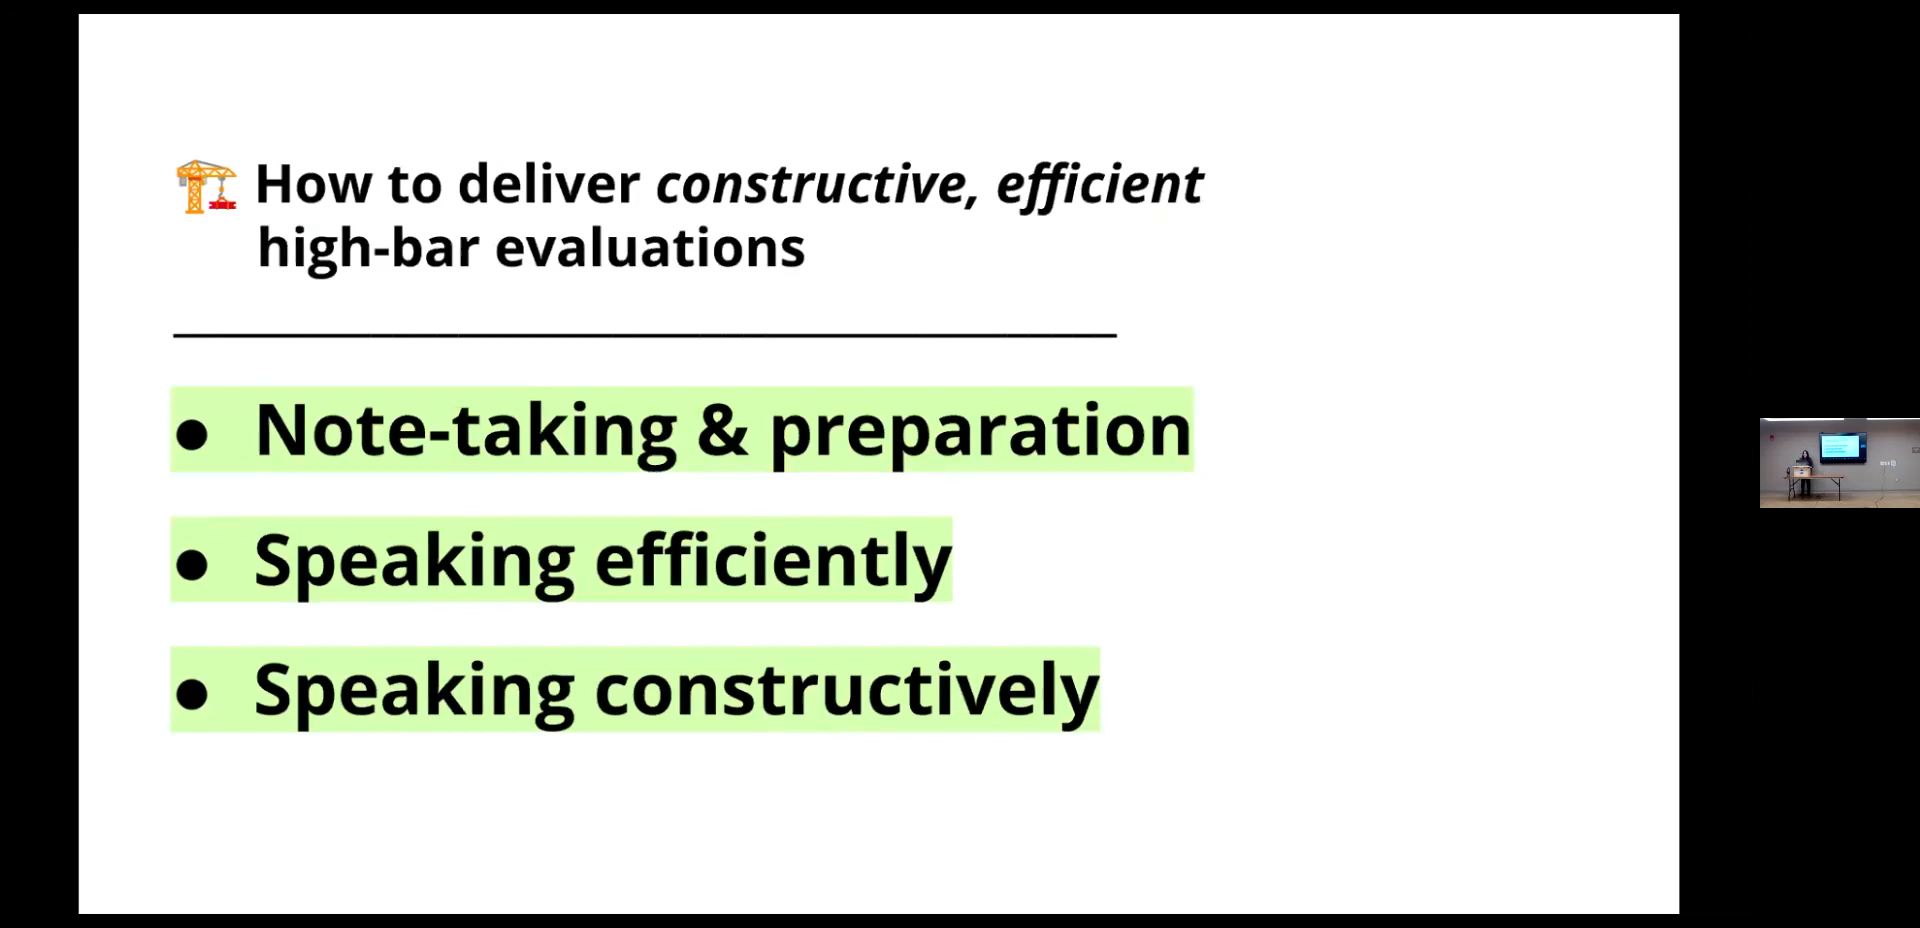 🏗️ How to deliver constructive, efficient
high-bar evaluations
● Note-taking & preparation
● Speaking efficiently
● Speaking constructively